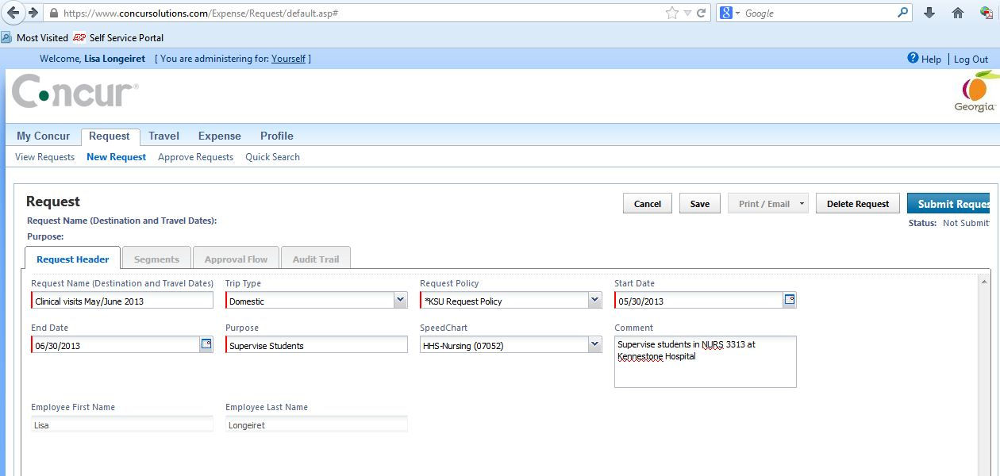 https://www.concursolutions.com/Expense/Request/default.asp#
Google
Most Visited ADP Self Service Portal
Welcome, Lisa Longeiret [ You are administering for: Yourself ]
Help | Log Out
Concur®
Georgia
My Concur Request Travel Expense Profile
View Requests New Request Approve Requests Quick Search
Request
Cancel Save Print / Email Delete Request Submit Reques
Request Name (Destination and Travel Dates):
Status: Not Submit
Purpose:
Request Header Segments Approval Flow Audit Trail
Request Name (Destination and Travel Dates) Trip Type Request Policy Start Date
Clinical visits May/June 2013 Domestic *KSU Request Policy 05/30/2013
End Date Purpose SpeedChart Comment
06/30/2013 Supervise Students HHS-Nursing (07052) Supervise students in NURS 3313 at
Kennestone Hospital
Employee First Name Employee Last Name
Lisa Longeiret